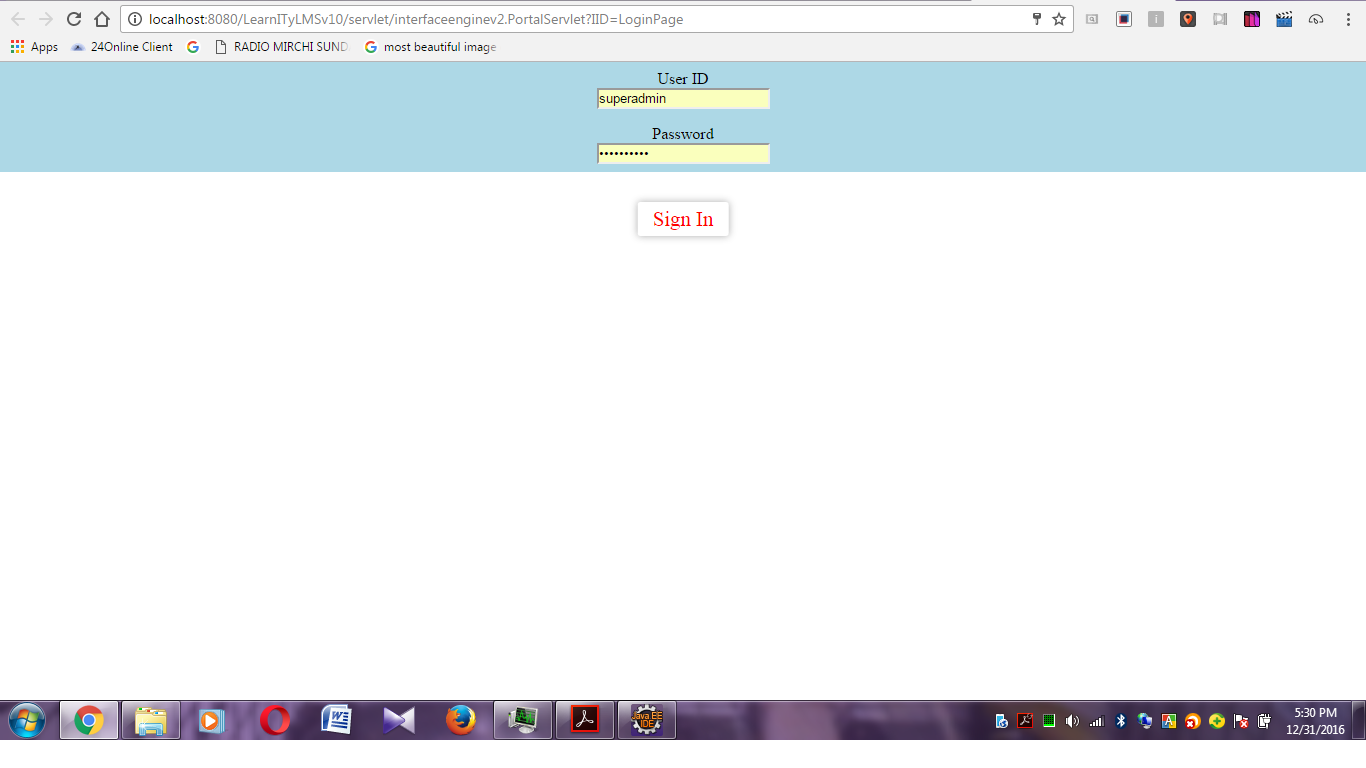 localhost:8080/LearnITyLMSv10/servlet/interfaceenginev2.PortalServlet?IID=LoginPage
Apps 24Online Client RADIO MIRCHI SUND most beautiful image
User ID
superadmin
Password
••••••••••
Sign In
Java EE
IDE
5:30 PM
12/31/2016